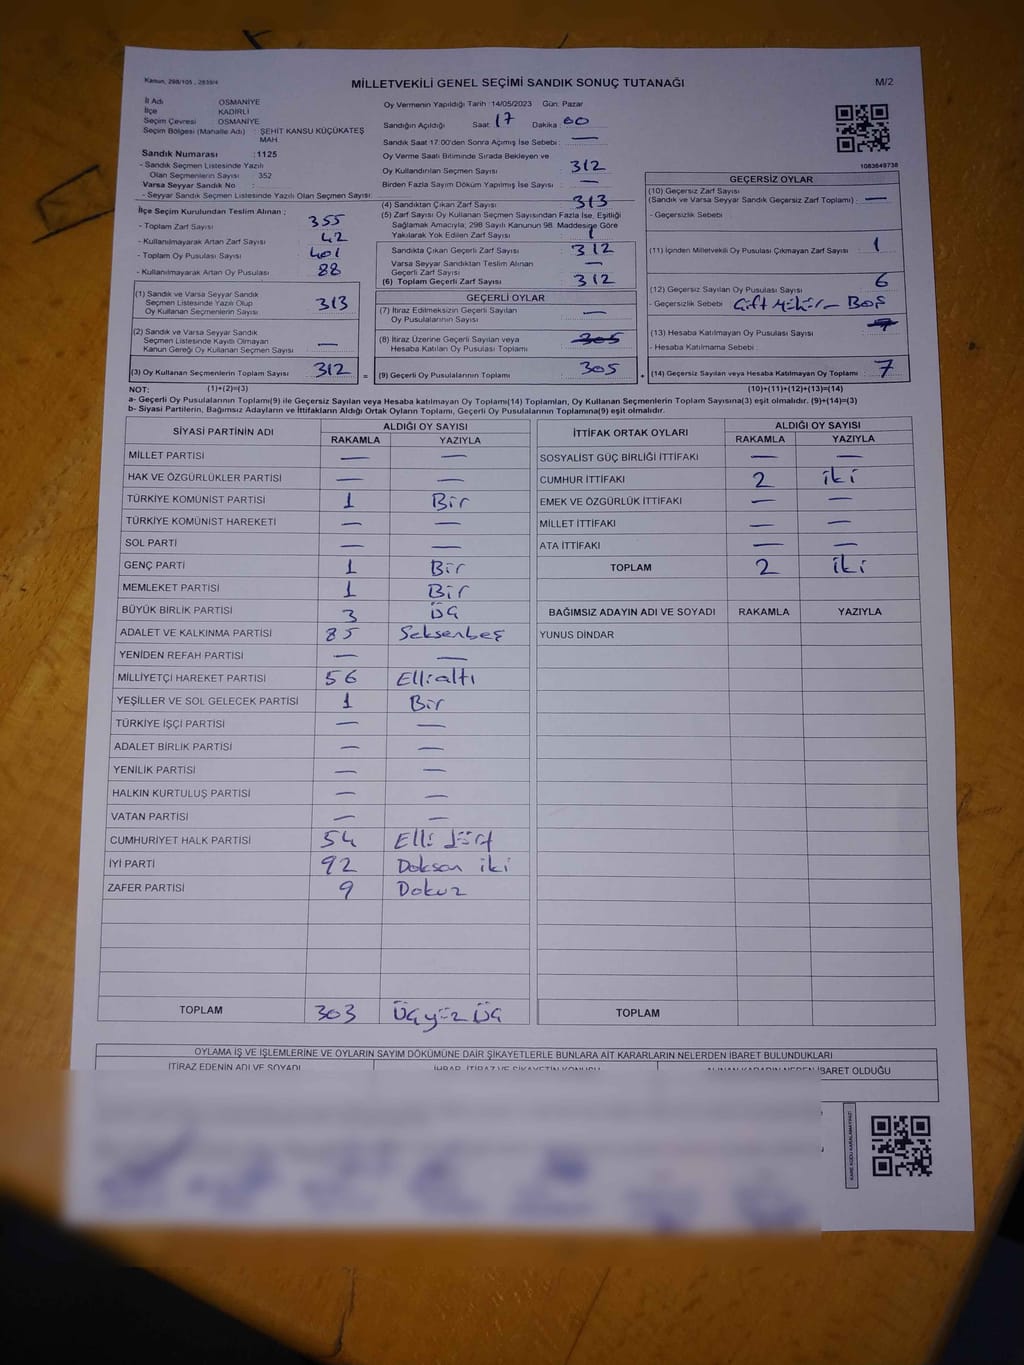 Kanun, 298/105 , 2839/4
MİLLETVEKİLİ GENEL SEÇİMİ SANDIK SONUÇ TUTANAĞI
M/2
İl Adı OSMANİYE
İlçe KADİRLİ
Seçim Çevresi OSMANİYE
Seçim Bölgesi (Mahalle Adı) : ŞEHİT KANSU KÜÇÜKATEŞ MAH
Sandık Numarası : 1125
- Sandık Seçmen Listesinde Yazılı
Olan Seçmenlerin Sayısı : 352
Varsa Seyyar Sandık No :
- Seyyar Sandık Seçmen Listesinde Yazılı Olan Seçmen Sayısı:
Oy Vermenin Yapıldığı Tarih : 14/05/2023 Gün: Pazar
Sandığın Açıldığı Saat: 17 Dakika: 00
Sandık Saat 17:00'den Sonra Açılmış İse Sebebi : —
Oy Verme Saati Bitiminde Sırada Bekleyen ve
Oy Kullandırılan Seçmen Sayısı : 312
Birden Fazla Sayım Döküm Yapılmış İse Sayısı : —
1083649738
İlçe Seçim Kurulundan Teslim Alınan ;
- Toplam Zarf Sayısı : 355
- Kullanılmayarak Artan Zarf Sayısı : 42
- Toplam Oy Pusulası Sayısı : 401
- Kullanılmayarak Artan Oy Pusulası : 88
(1) Sandık ve Varsa Seyyar Sandık
Seçmen Listesinde Yazılı Olup
Oy Kullanan Seçmenlerin Sayısı : 313
(2) Sandık ve Varsa Seyyar Sandık
Seçmen Listesinde Kayıtlı Olmayan
Kanun Gereği Oy Kullanan Seçmen Sayısı : —
(3) Oy Kullanan Seçmenlerin Toplam Sayısı : 312
(4) Sandıktan Çıkan Zarf Sayısı : 313
(5) Zarf Sayısı Oy Kullanan Seçmen Sayısından Fazla İse, Eşitliği
Sağlamak Amacıyla; 298 Sayılı Kanunun 98. Maddesine Göre
Yakılarak Yok Edilen Zarf Sayısı : 1
Sandıkta Çıkan Geçerli Zarf Sayısı : 312
Varsa Seyyar Sandıktan Teslim Alınan
Geçerli Zarf Sayısı : —
(6) Toplam Geçerli Zarf Sayısı : 312
GEÇERLİ OYLAR
(7) İtiraz Edilmeksizin Geçerli Sayılan
Oy Pusulalarının Sayısı : —
(8) İtiraz Üzerine Geçerli Sayılan veya
Hesaba Katılan Oy Pusulası Toplamı : 305
= (9) Geçerli Oy Pusulalarının Toplamı : 305
GEÇERSİZ OYLAR
(10) Geçersiz Zarf Sayısı
(Sandık ve Varsa Seyyar Sandık Geçersiz Zarf Toplamı) : —
- Geçersizlik Sebebi :
(11) İçinden Milletvekili Oy Pusulası Çıkmayan Zarf Sayısı : 1
(12) Geçersiz Sayılan Oy Pusulası Sayısı : 6
- Geçersizlik Sebebi : Çift Mühür - Boş
(13) Hesaba Katılmayan Oy Pusulası Sayısı : 7
- Hesaba Katılmama Sebebi :
+ (14) Geçersiz Sayılan veya Hesaba Katılmayan Oy Toplamı : 7
NOT: (1)+(2)=(3) (10)+(11)+(12)+(13)=(14)
a- Geçerli Oy Pusulalarının Toplamı(9) ile Geçersiz Sayılan veya Hesaba Katılmayan Oy Toplamı(14) Toplamları, Oy Kullanan Seçmenlerin Toplam Sayısına(3) eşit olmalıdır. (9)+(14)=(3)
b- Siyasi Partilerin, Bağımsız Adayların ve İttifakların Aldığı Ortak Oyların Toplamı, Geçerli Oy Pusulalarının Toplamına(9) eşit olmalıdır.
SİYASİ PARTİNİN ADI ALDIĞI OY SAYISI
RAKAMLA YAZIYLA
MİLLET PARTİSİ — —
HAK VE ÖZGÜRLÜKLER PARTİSİ — —
TÜRKİYE KOMÜNİST PARTİSİ 1 Bir
TÜRKİYE KOMÜNİST HAREKETİ — —
SOL PARTİ — —
GENÇ PARTİ 1 Bir
MEMLEKET PARTİSİ 1 Bir
BÜYÜK BİRLİK PARTİSİ 3 Üç
ADALET VE KALKINMA PARTİSİ 85 Seksenbeş
YENİDEN REFAH PARTİSİ — —
MİLLİYETÇİ HAREKET PARTİSİ 56 Ellialtı
YEŞİLLER VE SOL GELECEK PARTİSİ 1 Bir
TÜRKİYE İŞÇİ PARTİSİ — —
ADALET BİRLİK PARTİSİ — —
YENİLİK PARTİSİ — —
HALKIN KURTULUŞ PARTİSİ — —
VATAN PARTİSİ — —
CUMHURİYET HALK PARTİSİ 54 Elli dört
İYİ PARTİ 92 Doksan iki
ZAFER PARTİSİ 9 Dokuz
TOPLAM 303 Üçyüz Üç
İTTİFAK ORTAK OYLARI ALDIĞI OY SAYISI
RAKAMLA YAZIYLA
SOSYALİST GÜÇ BİRLİĞİ İTTİFAKI — —
CUMHUR İTTİFAKI 2 iki
EMEK VE ÖZGÜRLÜK İTTİFAKI — —
MİLLET İTTİFAKI — —
ATA İTTİFAKI — —
TOPLAM 2 iki
BAĞIMSIZ ADAYIN ADI VE SOYADI RAKAMLA YAZIYLA
YUNUS DİNDAR
TOPLAM
OYLAMA İŞ VE İŞLEMLERİNE VE OYLARIN SAYIM DÖKÜMÜNE DAİR ŞİKAYETLERLE BUNLARA AİT KARARLARIN NELERDEN İBARET BULUNDUKLARI
İTİRAZ EDENİN ADI VE SOYADI İHBAR, İTİRAZ VE ŞİKAYETİN KONUSU ALINAN KARARIN NEDEN İBARET OLDUĞU
KARE KODU KARALAMAYINIZ!